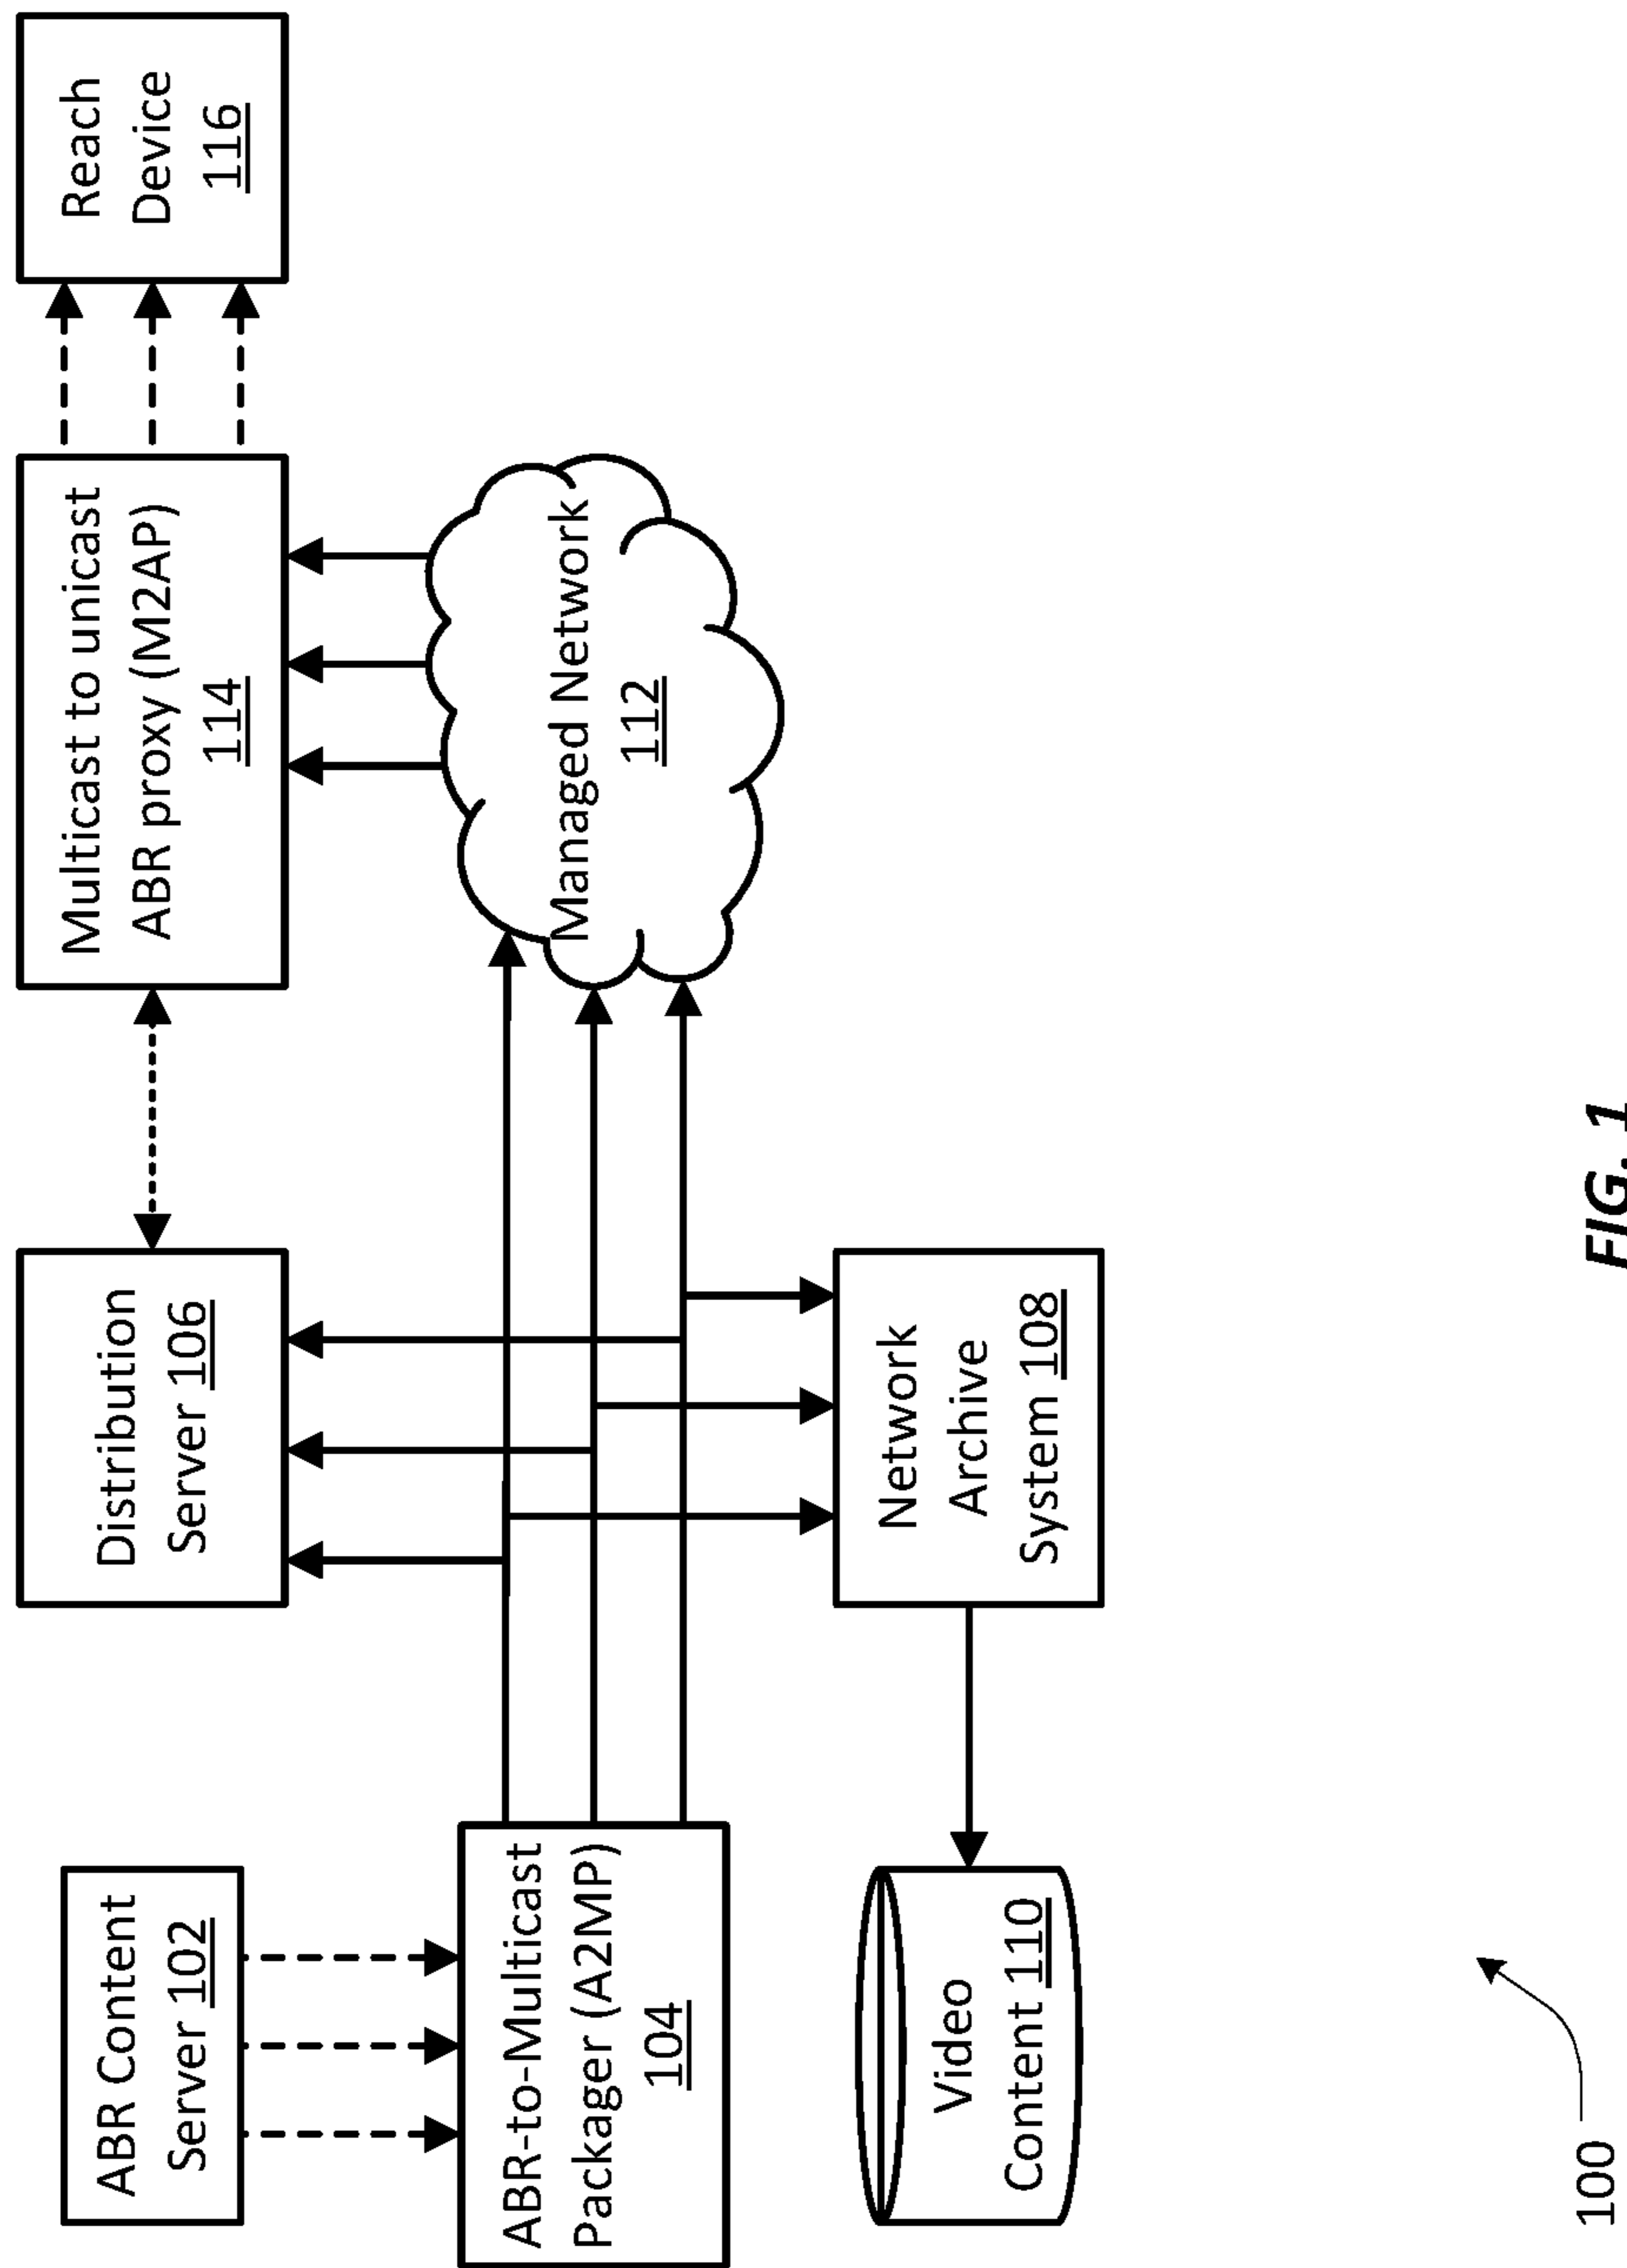 ABR Content
Server 102
Distribution
Server 106
Multicast to unicast
ABR proxy (M2AP)
114
Reach
Device
116
ABR-to-Multicast
Packager (A2MP)
104
Managed Network
112
Video
Content 110
Network
Archive
System 108
100
FIG. 1